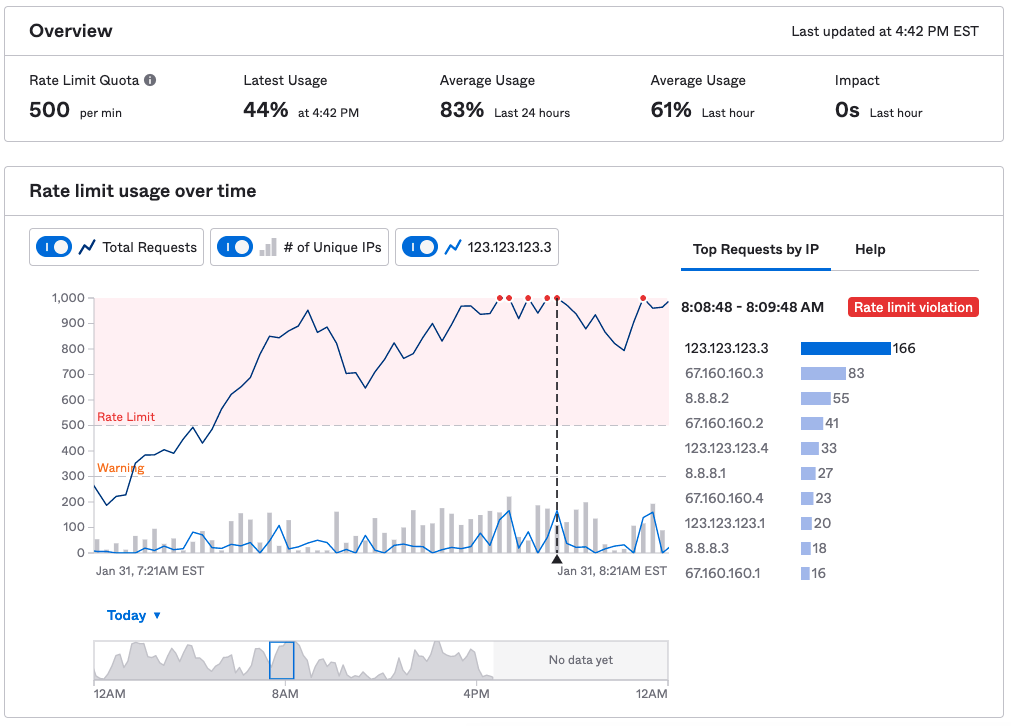 Overview
Last updated at 4:42 PM EST
Rate Limit Quota
Latest Usage
Average Usage
Average Usage
Impact
500 per min
44% at 4:42 PM
83% Last 24 hours
61% Last hour
0s Last hour
Rate limit usage over time
Total Requests
# of Unique IPs
123.123.123.3
Top Requests by IP
Help
8:08:48 - 8:09:48 AM
Rate limit violation
1,000
900
800
700
600
500
400
300
200
100
0
Rate Limit
Warning
Jan 31, 7:21AM EST
Jan 31, 8:21AM EST
123.123.123.3 166
67.160.160.3 83
8.8.8.2 55
67.160.160.2 41
123.123.123.4 33
8.8.8.1 27
67.160.160.4 23
123.123.123.1 20
8.8.8.3 18
67.160.160.1 16
Today
No data yet
12AM
8AM
4PM
12AM